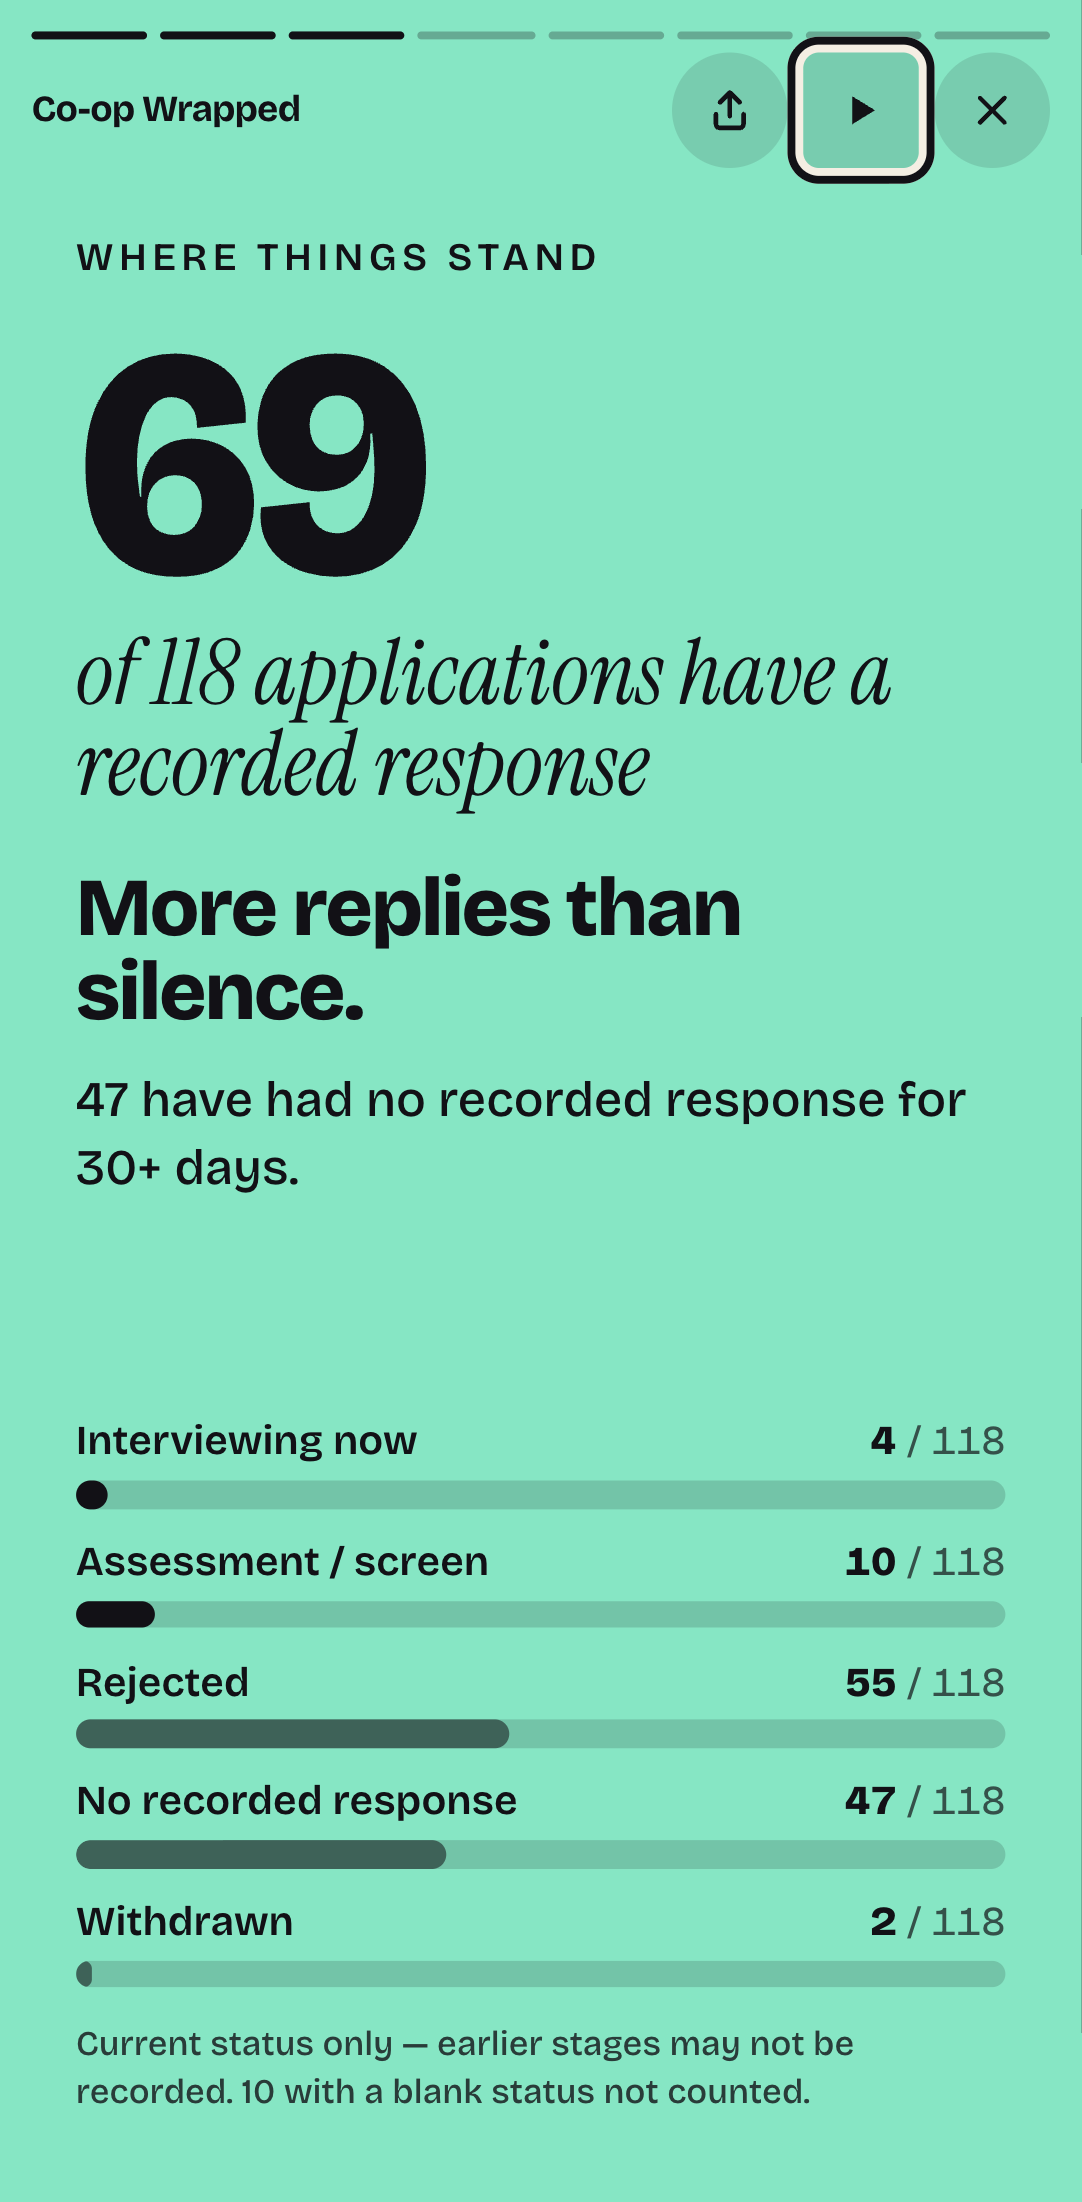 Co-op Wrapped
WHERE THINGS STAND
69
of 118 applications have a
recorded response
More replies than
silence.
47 have had no recorded response for
30+ days.
Interviewing now 4 / 118
Assessment / screen 10 / 118
Rejected 55 / 118
No recorded response 47 / 118
Withdrawn 2 / 118
Current status only — earlier stages may not be
recorded. 10 with a blank status not counted.